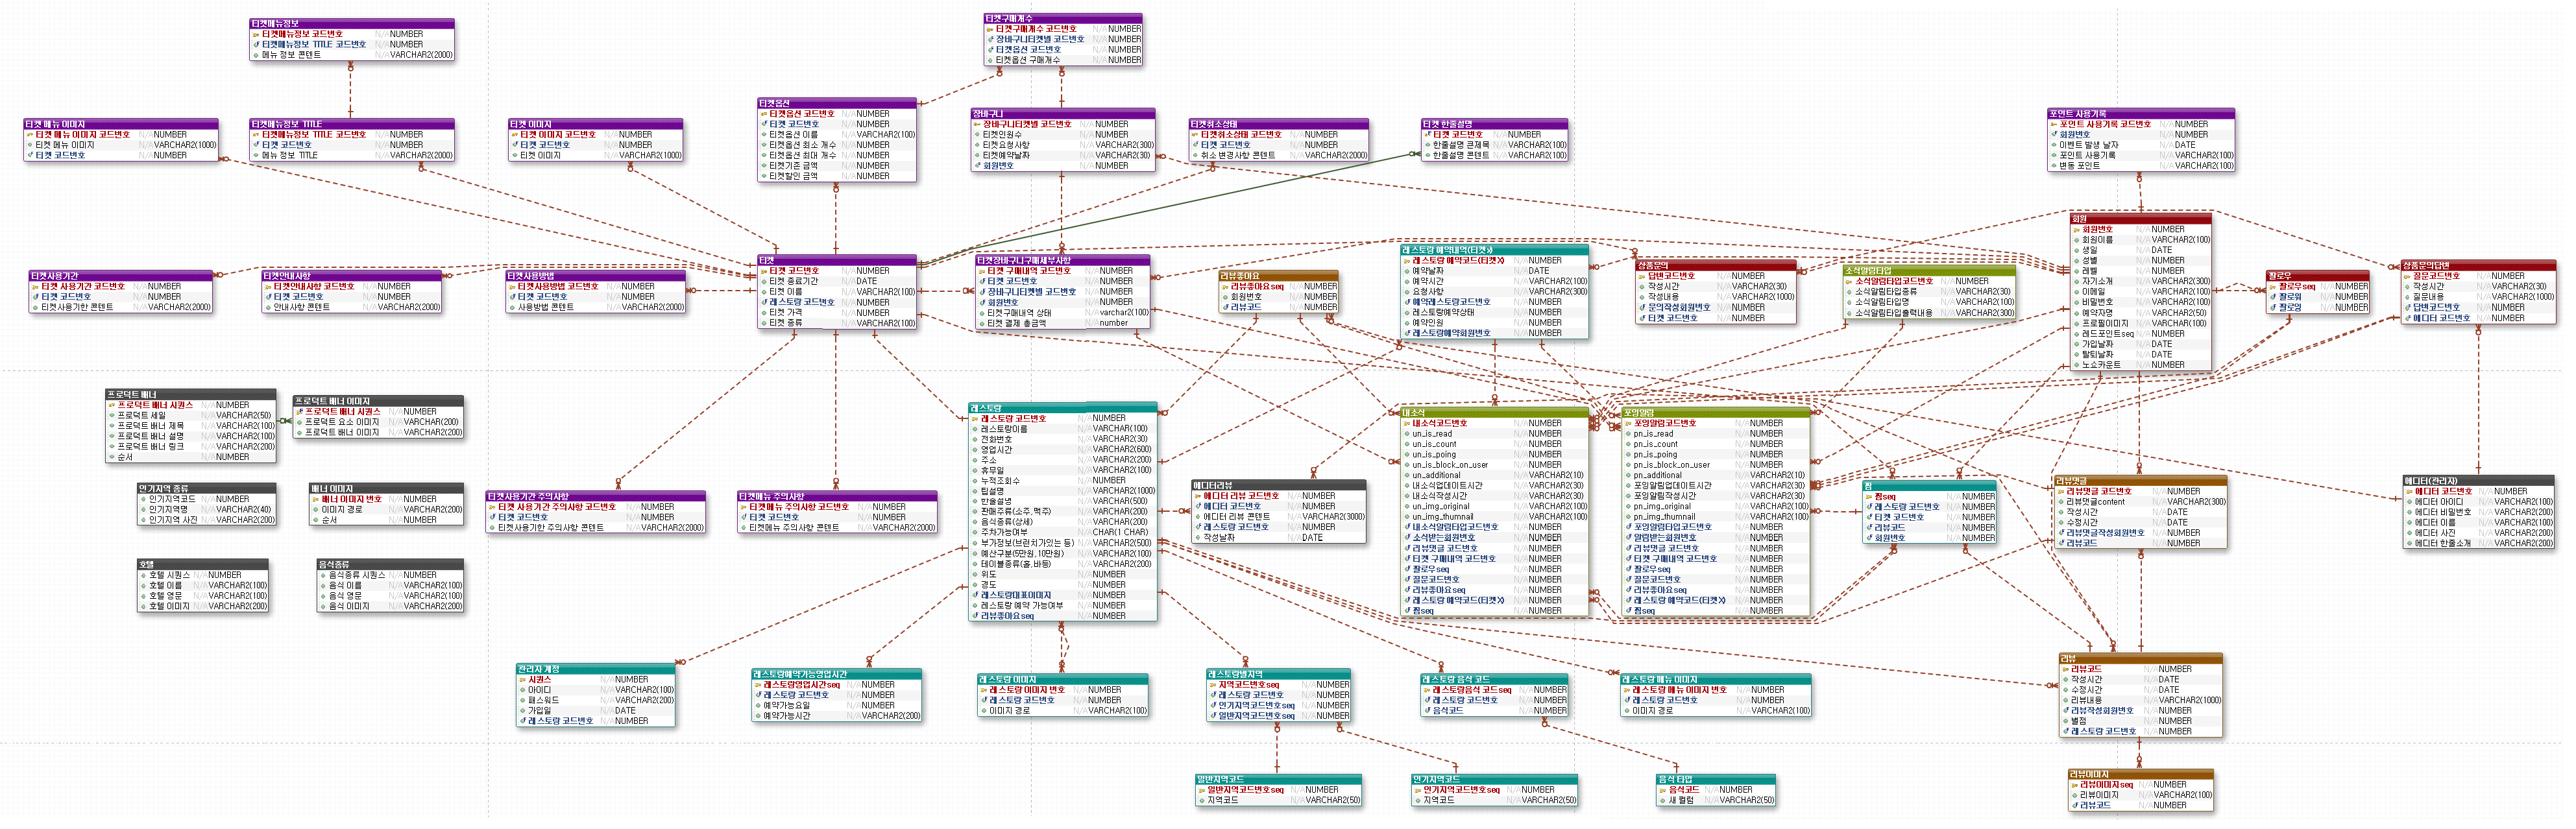 티켓메뉴정보
티켓메뉴정보 코드번호 N/A NUMBER
티켓메뉴정보 TITLE 코드번호 N/A NUMBER
메뉴 정보 콘텐트 N/A VARCHAR2(2000)
티켓구매개수
티켓구매개수 코드번호 N/A NUMBER
장바구니티켓별 코드번호 N/A NUMBER
티켓옵션 코드번호 N/A NUMBER
티켓옵션 구매개수 N/A NUMBER
티켓 메뉴 이미지
티켓 메뉴 이미지 코드번호 N/A NUMBER
티켓 메뉴 이미지 N/A VARCHAR2(1000)
티켓 코드번호 N/A NUMBER
티켓메뉴정보 TITLE
티켓메뉴정보 TITLE 코드번호 N/A NUMBER
티켓 코드번호 N/A NUMBER
메뉴 정보 TITLE N/A VARCHAR2(2000)
티켓 이미지
티켓 이미지 코드번호 N/A NUMBER
티켓 코드번호 N/A NUMBER
티켓 이미지 N/A VARCHAR2(1000)
티켓옵션
티켓옵션 코드번호 N/A NUMBER
티켓 코드번호 N/A NUMBER
티켓옵션 이름 N/A VARCHAR2(100)
티켓옵션 최소 개수 N/A NUMBER
티켓옵션 최대 개수 N/A NUMBER
티켓기존 금액 N/A NUMBER
티켓할인 금액 N/A NUMBER
장바구니
장바구니티켓별 코드번호 N/A NUMBER
티켓인원수 N/A NUMBER
티켓요청사항 N/A VARCHAR2(300)
티켓예약날짜 N/A VARCHAR2(30)
회원번호 N/A NUMBER
티켓취소상태
티켓취소상태 코드번호 N/A NUMBER
티켓 코드번호 N/A NUMBER
취소 변경사항 콘텐트 N/A VARCHAR2(2000)
티켓 한줄설명
티켓 코드번호 N/A NUMBER
한줄설명 큰제목 N/A VARCHAR2(100)
한줄설명 콘텐트 N/A VARCHAR2(100)
포인트 사용기록
포인트 사용기록 코드번호 N/A NUMBER
회원번호 N/A NUMBER
이벤트 발생 날자 N/A DATE
포인트 사용기록 N/A VARCHAR2(100)
변동 포인트 N/A VARCHAR2(100)
티켓사용기간
티켓 사용기간 코드번호 N/A NUMBER
티켓 코드번호 N/A NUMBER
티켓사용기한 콘텐트 N/A VARCHAR2(2000)
티켓안내사항
티켓안내사항 코드번호 N/A NUMBER
티켓 코드번호 N/A NUMBER
안내사항 콘텐트 N/A VARCHAR2(2000)
티켓사용방법
티켓사용방법 코드번호 N/A NUMBER
티켓 코드번호 N/A NUMBER
사용방법 콘텐트 N/A VARCHAR2(2000)
티켓
티켓 코드번호 N/A NUMBER
티켓 종료기간 N/A DATE
티켓 이름 N/A VARCHAR2(100)
레스토랑 코드번호 N/A NUMBER
티켓 가격 N/A NUMBER
티켓 종류 N/A VARCHAR2(100)
티켓장바구니구매세부사항
티켓 구매내역 코드번호 N/A NUMBER
티켓 코드번호 N/A NUMBER
장바구니티켓별 코드번호 N/A NUMBER
회원번호 N/A NUMBER
티켓구매내역 상태 N/A varchar2(100)
티켓 결제 총금액 N/A number
리뷰좋아요
리뷰좋아요seq N/A NUMBER
회원번호 N/A NUMBER
리뷰코드 N/A NUMBER
레스토랑 예약내역(티켓X)
레스토랑 예약코드(티켓X) N/A NUMBER
예약날짜 N/A DATE
예약시간 N/A VARCHAR2(100)
요청사항 N/A VARCHAR2(300)
예약레스토랑코드번호 N/A NUMBER
레스토랑예약상태 N/A NUMBER
예약인원 N/A NUMBER
레스토랑예약회원번호 N/A NUMBER
상품문의
답변코드번호 N/A NUMBER
작성시간 N/A VARCHAR2(30)
작성내용 N/A VARCHAR2(1000)
문의작성회원번호 N/A NUMBER
티켓 코드번호 N/A NUMBER
소식알림타입
소식알림타입코드번호 N/A NUMBER
소식알림타입종류 N/A VARCHAR2(30)
소식알림타입명 N/A VARCHAR2(100)
소식알림타입출력내용 N/A VARCHAR2(300)
회원
회원번호 N/A NUMBER
회원이름 N/A VARCHAR2(100)
생일 N/A DATE
성별 N/A NUMBER
레벨 N/A NUMBER
자기소개 N/A VARCHAR2(300)
이메일 N/A VARCHAR2(100)
비밀번호 N/A VARCHAR2(100)
예약자명 N/A VARCHAR2(50)
프로필이미지 N/A VARCHAR(100)
레드포인트seq N/A NUMBER
가입날짜 N/A DATE
탈퇴날짜 N/A DATE
노쇼카운트 N/A NUMBER
팔로우
팔로우seq N/A NUMBER
팔로워 N/A NUMBER
팔로잉 N/A NUMBER
상품문의답변
질문코드번호 N/A NUMBER
작성시간 N/A VARCHAR2(30)
질문내용 N/A VARCHAR2(1000)
답변코드번호 N/A NUMBER
에디터 코드번호 N/A NUMBER
프로덕트 배너
프로덕트 배너 시퀀스 N/A NUMBER
프로덕트 세일 N/A VARCHAR2(50)
프로덕트 배너 제목 N/A VARCHAR2(100)
프로덕트 배너 설명 N/A VARCHAR2(100)
프로덕트 배너 링크 N/A VARCHAR2(200)
순서 N/A NUMBER
프로덕트 배너 이미지
프로덕트 배너 시퀀스 N/A NUMBER
프로덕트 요소 이미지 N/A VARCHAR(200)
프로덕트 배너 이미지 N/A VARCHAR2(200)
인기지역 종류
인기지역코드 N/A NUMBER
인기지역명 N/A VARCHAR2(40)
인기지역 사진 N/A VARCHAR2(200)
배너 이미지
배너 이미지 번호 N/A NUMBER
이미지 경로 N/A VARCHAR2(200)
순서 N/A NUMBER
호텔
호텔 시퀀스 N/A NUMBER
호텔 이름 N/A VARCHAR2(100)
호텔 영문 N/A VARCHAR2(100)
호텔 이미지 N/A VARCHAR2(200)
음식종류
음식종류 시퀀스 N/A NUMBER
음식 이름 N/A VARCHAR2(100)
음식 영문 N/A VARCHAR2(100)
음식 이미지 N/A VARCHAR2(200)
티켓사용기간 주의사항
티켓 사용기간 주의사항 코드번호 N/A NUMBER
티켓 코드번호 N/A NUMBER
티켓사용기간 주의사항 콘텐트 N/A VARCHAR2(2000)
티켓메뉴 주의사항
티켓메뉴 주의사항 코드번호 N/A NUMBER
티켓 코드번호 N/A NUMBER
티켓메뉴 주의사항 콘텐트 N/A VARCHAR2(2000)
레스토랑
레스토랑 코드번호 N/A NUMBER
레스토랑이름 N/A VARCHAR(100)
전화번호 N/A VARCHAR2(30)
영업시간 N/A VARCHAR2(600)
주소 N/A VARCHAR2(200)
휴무일 N/A VARCHAR2(100)
누적조회수 N/A NUMBER
팁설명 N/A VARCHAR2(1000)
한줄설명 N/A VARCHAR(500)
판매주류(소주,맥주) N/A VARCHAR(200)
음식종류(상세) N/A VARCHAR(200)
주차가능여부 N/A CHAR(1 CHAR)
부가정보(브런치가있는 등) N/A VARCHAR2(500)
예산구분(5만원,10만원) N/A VARCHAR2(100)
테이블종류(홀,바등) N/A VARCHAR2(200)
위도 N/A NUMBER
경도 N/A NUMBER
레스토랑대표이미지 N/A NUMBER
레스토랑 예약 가능여부 N/A NUMBER
리뷰좋아요seq N/A NUMBER
에디터리뷰
에디터 리뷰 코드번호 N/A NUMBER
에디터 코드번호 N/A NUMBER
에디터 리뷰 콘텐트 N/A VARCHAR2(3000)
레스토랑 코드번호 N/A NUMBER
작성날짜 N/A DATE
내소식
내소식코드번호 N/A NUMBER
un_is_read N/A NUMBER
un_is_count N/A NUMBER
un_is_poing N/A NUMBER
un_is_block_on_user N/A NUMBER
un_additional N/A VARCHAR2(10)
내소식업데이트시간 N/A VARCHAR2(30)
내소식작성시간 N/A VARCHAR2(30)
un_img_original N/A VARCHAR2(100)
un_img_thumnail N/A VARCHAR2(100)
내소식알림타입코드번호 N/A NUMBER
소식받는회원번호 N/A NUMBER
리뷰댓글 코드번호 N/A NUMBER
티켓 구매내역 코드번호 N/A NUMBER
팔로우seq N/A NUMBER
질문코드번호 N/A NUMBER
리뷰좋아요seq N/A NUMBER
레스토랑 예약코드(티켓X) N/A NUMBER
찜seq N/A NUMBER
포잉알림
포잉알림코드번호 N/A NUMBER
pn_is_read N/A NUMBER
pn_is_count N/A NUMBER
pn_is_poing N/A NUMBER
pn_is_block_on_user N/A NUMBER
pn_additional N/A VARCHAR2(10)
포잉알림업데이트시간 N/A VARCHAR2(30)
포잉알림작성시간 N/A VARCHAR2(30)
pn_img_original N/A VARCHAR2(100)
pn_img_thumnail N/A VARCHAR2(100)
포잉알림타입코드번호 N/A NUMBER
알림받는회원번호 N/A NUMBER
리뷰댓글 코드번호 N/A NUMBER
티켓 구매내역 코드번호 N/A NUMBER
팔로우seq N/A NUMBER
질문코드번호 N/A NUMBER
리뷰좋아요seq N/A NUMBER
레스토랑 예약코드(티켓X) N/A NUMBER
찜seq N/A NUMBER
찜
찜seq N/A NUMBER
레스토랑 코드번호 N/A NUMBER
티켓 코드번호 N/A NUMBER
리뷰코드 N/A NUMBER
회원번호 N/A NUMBER
리뷰댓글
리뷰댓글 코드번호 N/A NUMBER
리뷰댓글content N/A VARCHAR2(300)
작성시간 N/A DATE
수정시간 N/A DATE
리뷰댓글작성회원번호 N/A NUMBER
리뷰코드 N/A NUMBER
에디터(관리자)
에디터 코드번호 N/A NUMBER
에디터 아이디 N/A VARCHAR2(100)
에디터 비밀번호 N/A VARCHAR2(200)
에디터 이름 N/A VARCHAR2(100)
에디터 사진 N/A VARCHAR2(200)
에디터 한줄소개 N/A VARCHAR2(200)
관리자 계정
시퀀스 N/A NUMBER
아이디 N/A VARCHAR2(100)
패스워드 N/A VARCHAR2(200)
가입일 N/A DATE
레스토랑 코드번호 N/A NUMBER
레스토랑예약가능영업시간
레스토랑영업시간seq N/A NUMBER
레스토랑 코드번호 N/A NUMBER
예약가능요일 N/A NUMBER
예약가능시간 N/A VARCHAR2(200)
레스토랑 이미지
레스토랑 이미지 번호 N/A NUMBER
레스토랑 코드번호 N/A NUMBER
이미지 경로 N/A VARCHAR2(100)
레스토랑별지역
지역코드번호seq N/A NUMBER
레스토랑 코드번호 N/A NUMBER
인기지역코드번호seq N/A NUMBER
일반지역코드번호seq N/A NUMBER
레스토랑 음식 코드
레스토랑음식 코드seq N/A NUMBER
레스토랑 코드번호 N/A NUMBER
음식코드 N/A NUMBER
레스토랑 메뉴 이미지
레스토랑 메뉴 이미지 번호 N/A NUMBER
레스토랑 코드번호 N/A NUMBER
이미지 경로 N/A VARCHAR2(100)
리뷰
리뷰코드 N/A NUMBER
작성시간 N/A DATE
수정시간 N/A DATE
리뷰내용 N/A VARCHAR2(1000)
리뷰작성회원번호 N/A NUMBER
별점 N/A NUMBER
레스토랑 코드번호 N/A NUMBER
일반지역코드
일반지역코드번호seq N/A NUMBER
지역코드 N/A VARCHAR2(50)
인기지역코드
인기지역코드번호seq N/A NUMBER
지역코드 N/A VARCHAR2(50)
음식 타입
음식코드 N/A NUMBER
새 컬럼 N/A VARCHAR2(50)
리뷰이미지
리뷰이미지seq N/A NUMBER
리뷰이미지 N/A VARCHAR2(100)
리뷰코드 N/A NUMBER